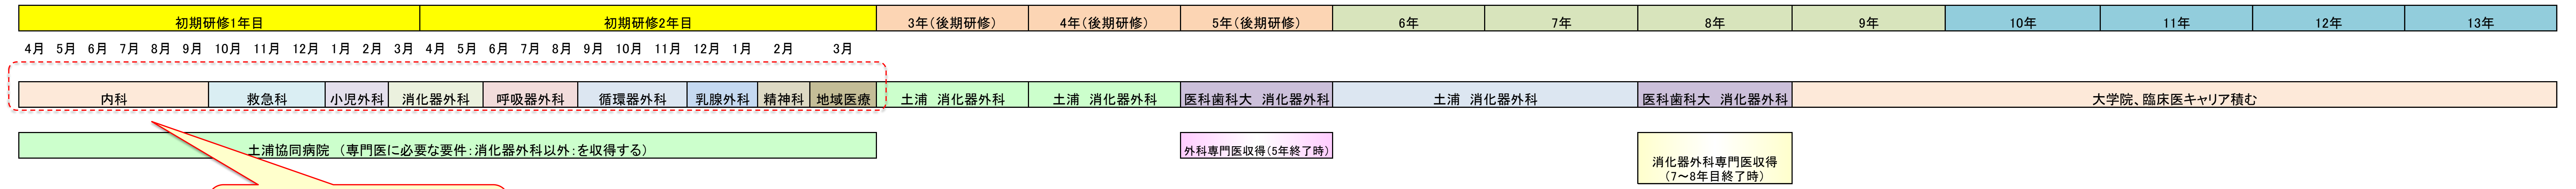 初期研修1年目 初期研修2年目 3年（後期研修） 4年（後期研修） 5年（後期研修） 6年 7年 8年 9年 10年 11年 12年 13年
4月 5月 6月 7月 8月 9月 10月 11月 12月 1月 2月 3月 4月 5月 6月 7月 8月 9月 10月 11月 12月 1月 2月 3月
内科 救急科 小児外科 消化器外科 呼吸器外科 循環器外科 乳腺外科 精神科 地域医療 土浦 消化器外科 土浦 消化器外科 医科歯科大 消化器外科 土浦 消化器外科 医科歯科大 消化器外科 大学院、臨床医キャリア積む
土浦協同病院 （専門医に必要な要件：消化器外科以外：を収得する） 外科専門医収得（5年終了時）
消化器外科専門医収得
（7～8年目終了時）